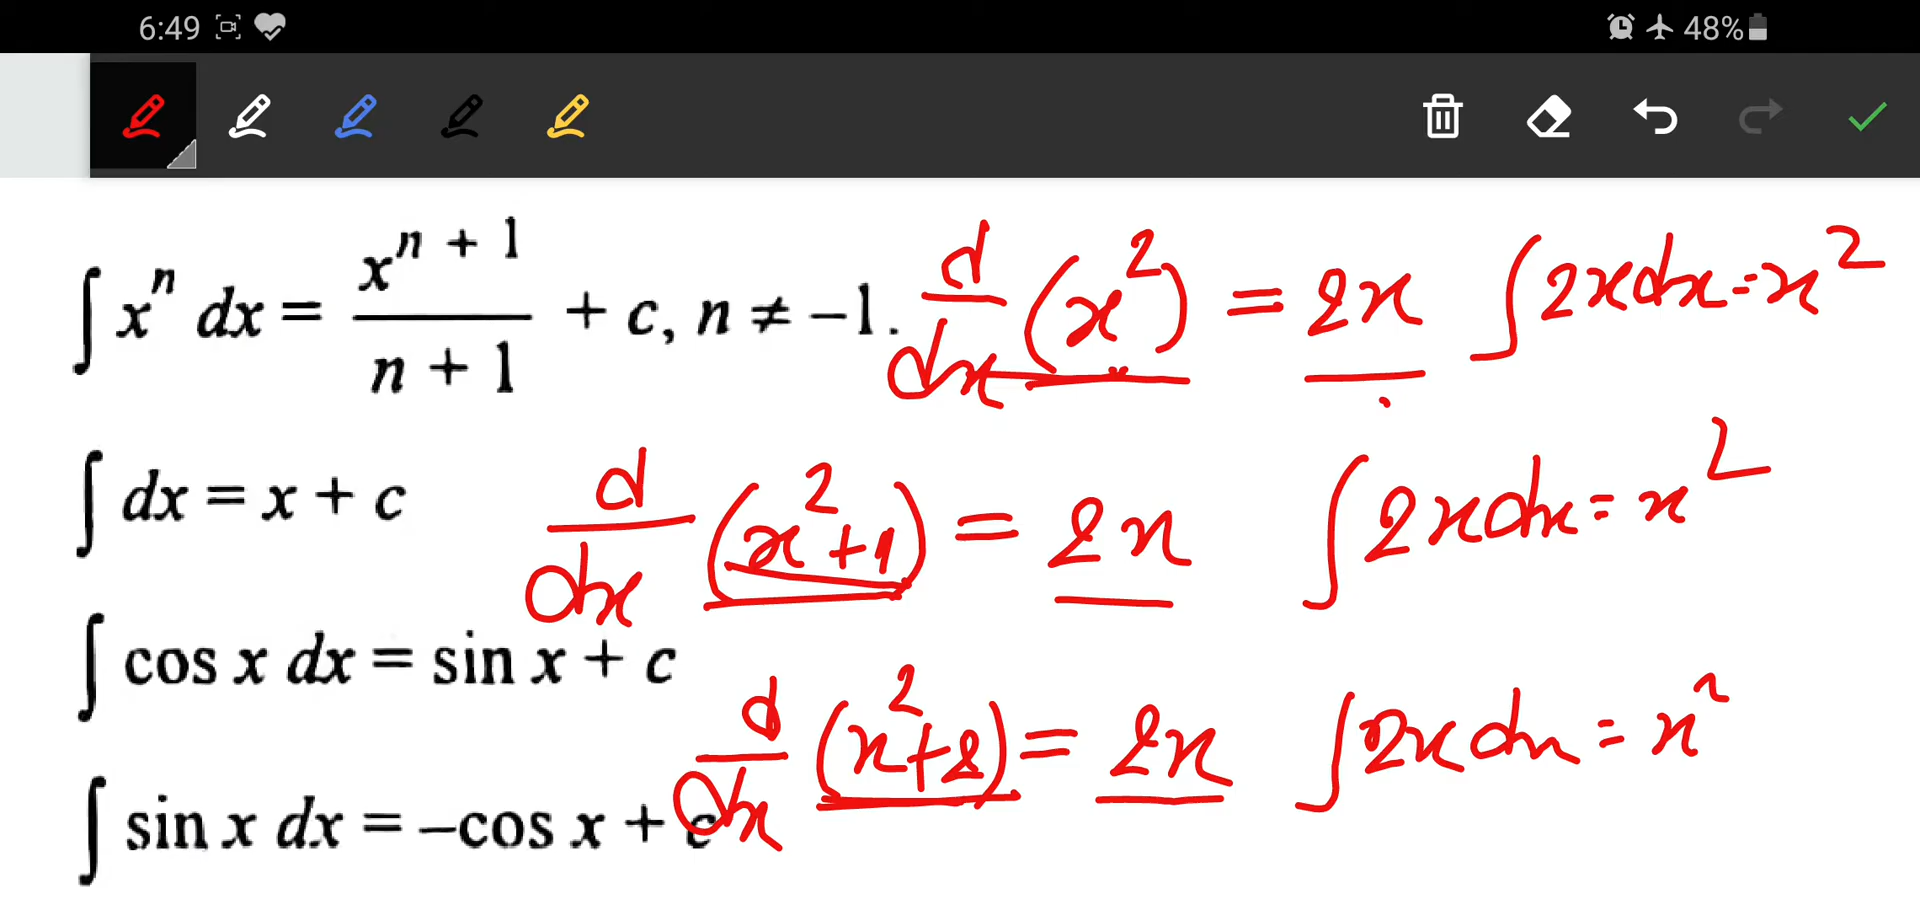 6:49 48%
∫ xⁿ dx = x^(n + 1) / (n + 1) + c, n ≠ −1. d/dx (x²) = 2x ∫2xdx = x²
∫ dx = x + c d/dx (x²+1) = 2x ∫2xdx = x²
∫ cos x dx = sin x + c
d/dx (x²+2) = 2x ∫2xdx = x²
∫ sin x dx = −cos x + c